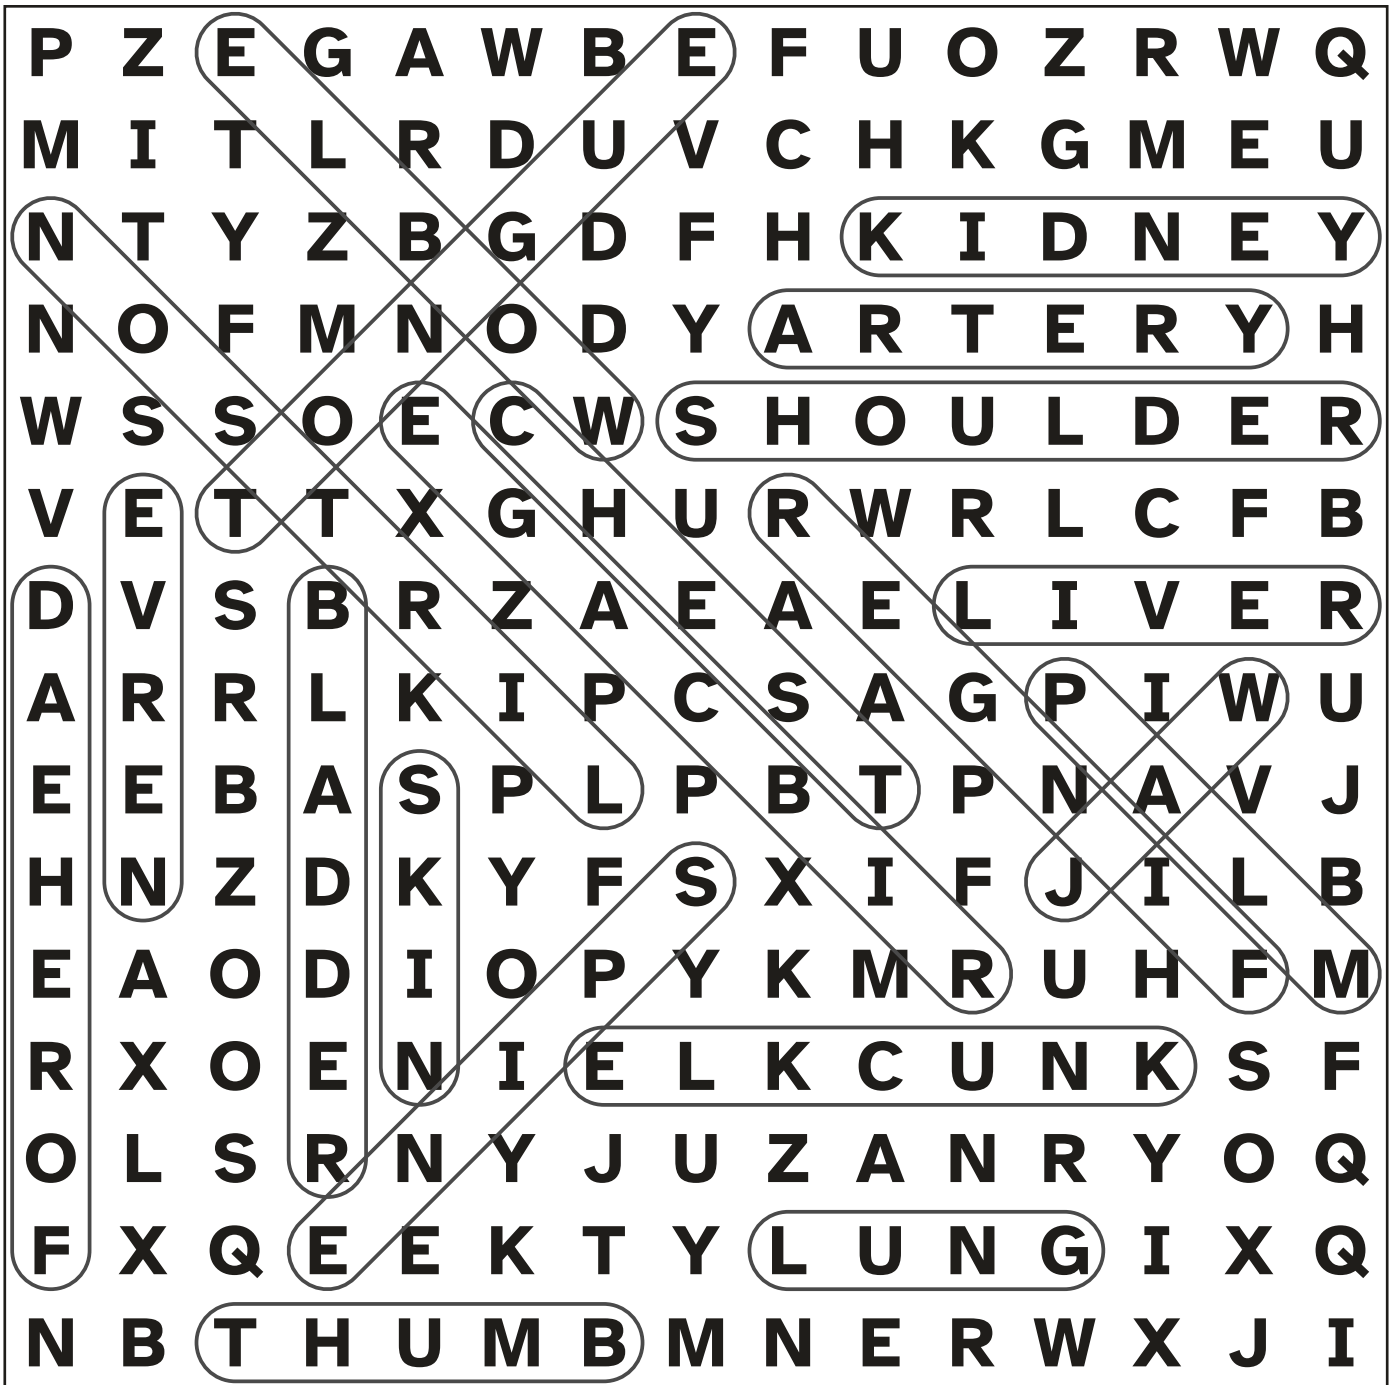 P Z E G A W B E F U O Z R W Q
M I T L R D U V C H K G M E U
N T Y Z B G D F H K I D N E Y
N O F M N O D Y A R T E R Y H
W S S O E C W S H O U L D E R
V E T T X G H U R W R L C F B
D V S B R Z A E A E L I V E R
A R R L K I P C S A G P I W U
E E B A S P L P B T P N A V J
H N Z D K Y F S X I F J I L B
E A O D I O P Y K M R U H F M
R X O E N I E L K C U N K S F
O L S R N Y J U Z A N R Y O Q
F X Q E E K T Y L U N G I X Q
N B T H U M B M N E R W X J I